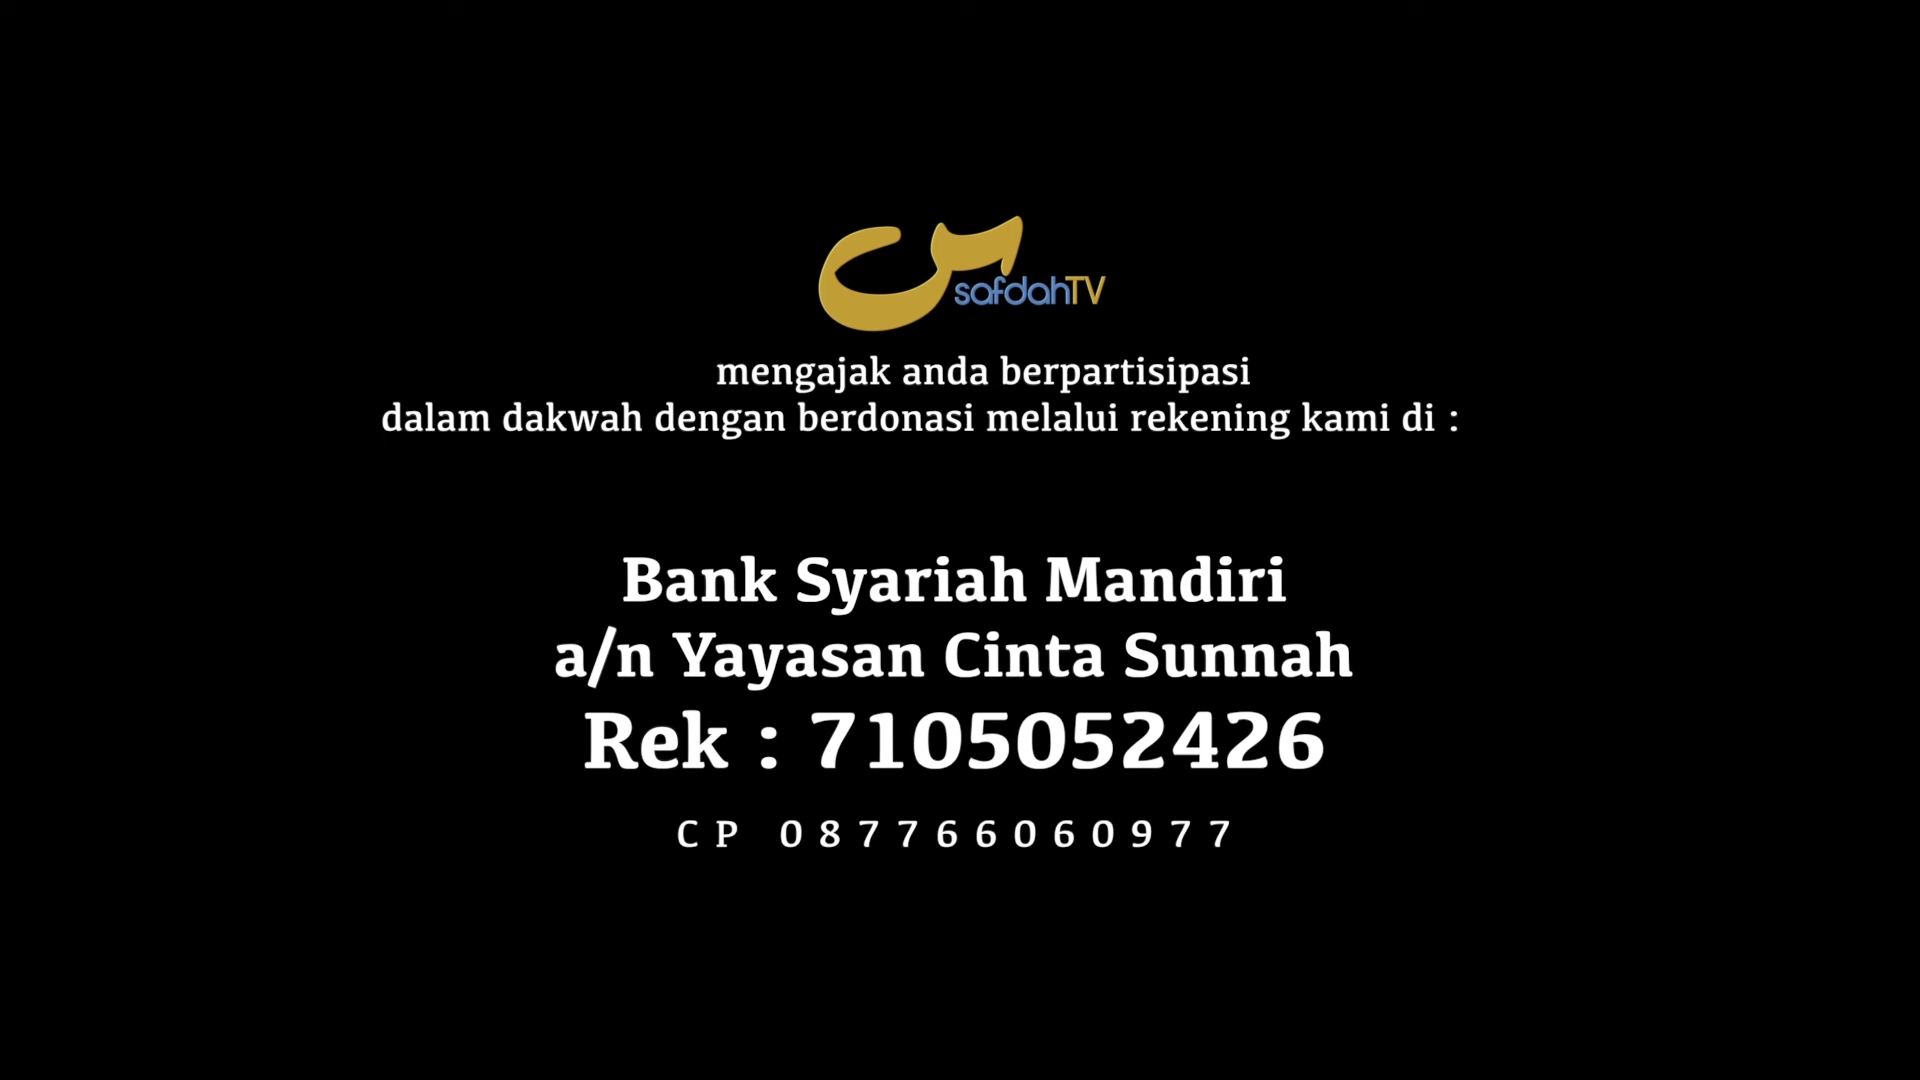 س
safdahTV
mengajak anda berpartisipasi
dalam dakwah dengan berdonasi melalui rekening kami di :
Bank Syariah Mandiri
a/n Yayasan Cinta Sunnah
Rek : 7105052426
CP 087766060977